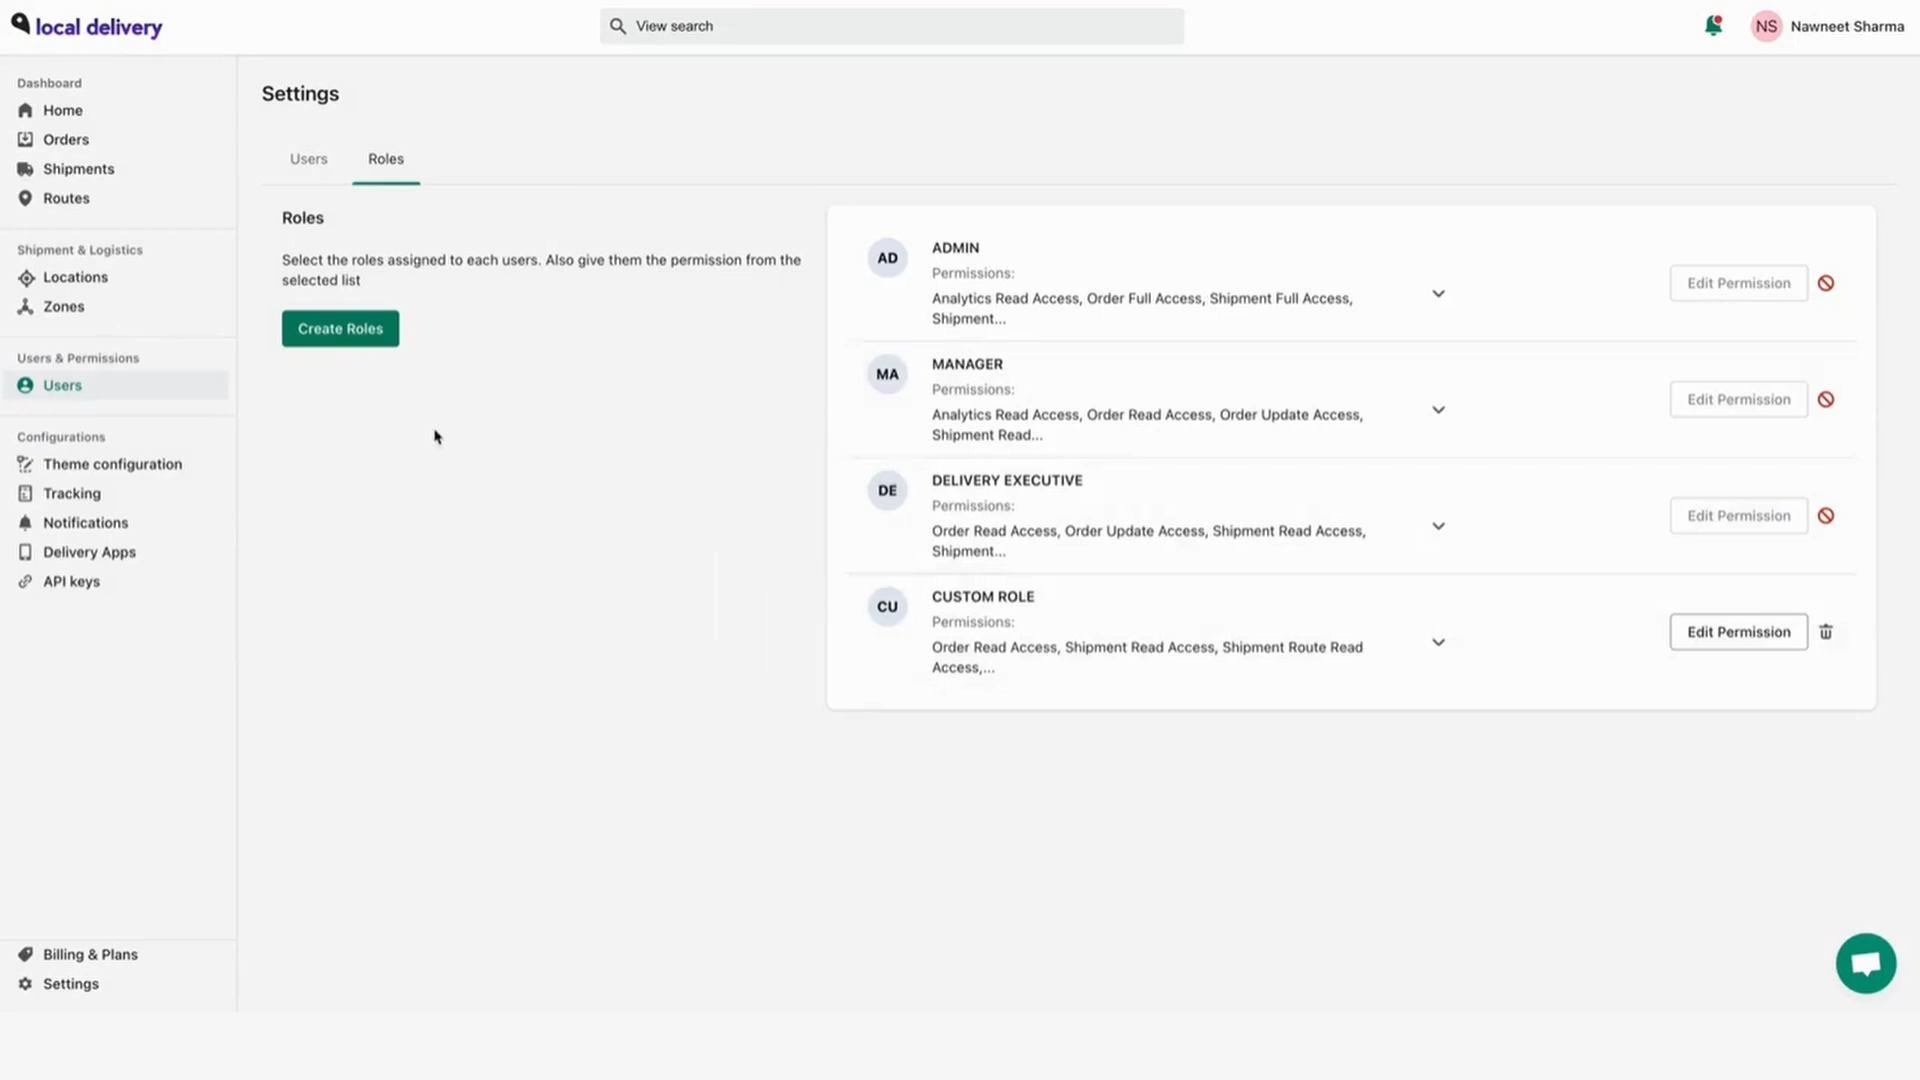 local delivery
View search
NS
Nawneet Sharma
Dashboard
Home
Orders
Shipments
Routes
Shipment & Logistics
Locations
Zones
Users & Permissions
Users
Configurations
Theme configuration
Tracking
Notifications
Delivery Apps
API keys
Billing & Plans
Settings
Settings
Users
Roles
Roles
Select the roles assigned to each users. Also give them the permission from the
selected list
Create Roles
AD
ADMIN
Permissions:
Analytics Read Access, Order Full Access, Shipment Full Access,
Shipment...
Edit Permission
MA
MANAGER
Permissions:
Analytics Read Access, Order Read Access, Order Update Access,
Shipment Read...
Edit Permission
DE
DELIVERY EXECUTIVE
Permissions:
Order Read Access, Order Update Access, Shipment Read Access,
Shipment...
Edit Permission
CU
CUSTOM ROLE
Permissions:
Order Read Access, Shipment Read Access, Shipment Route Read
Access,...
Edit Permission